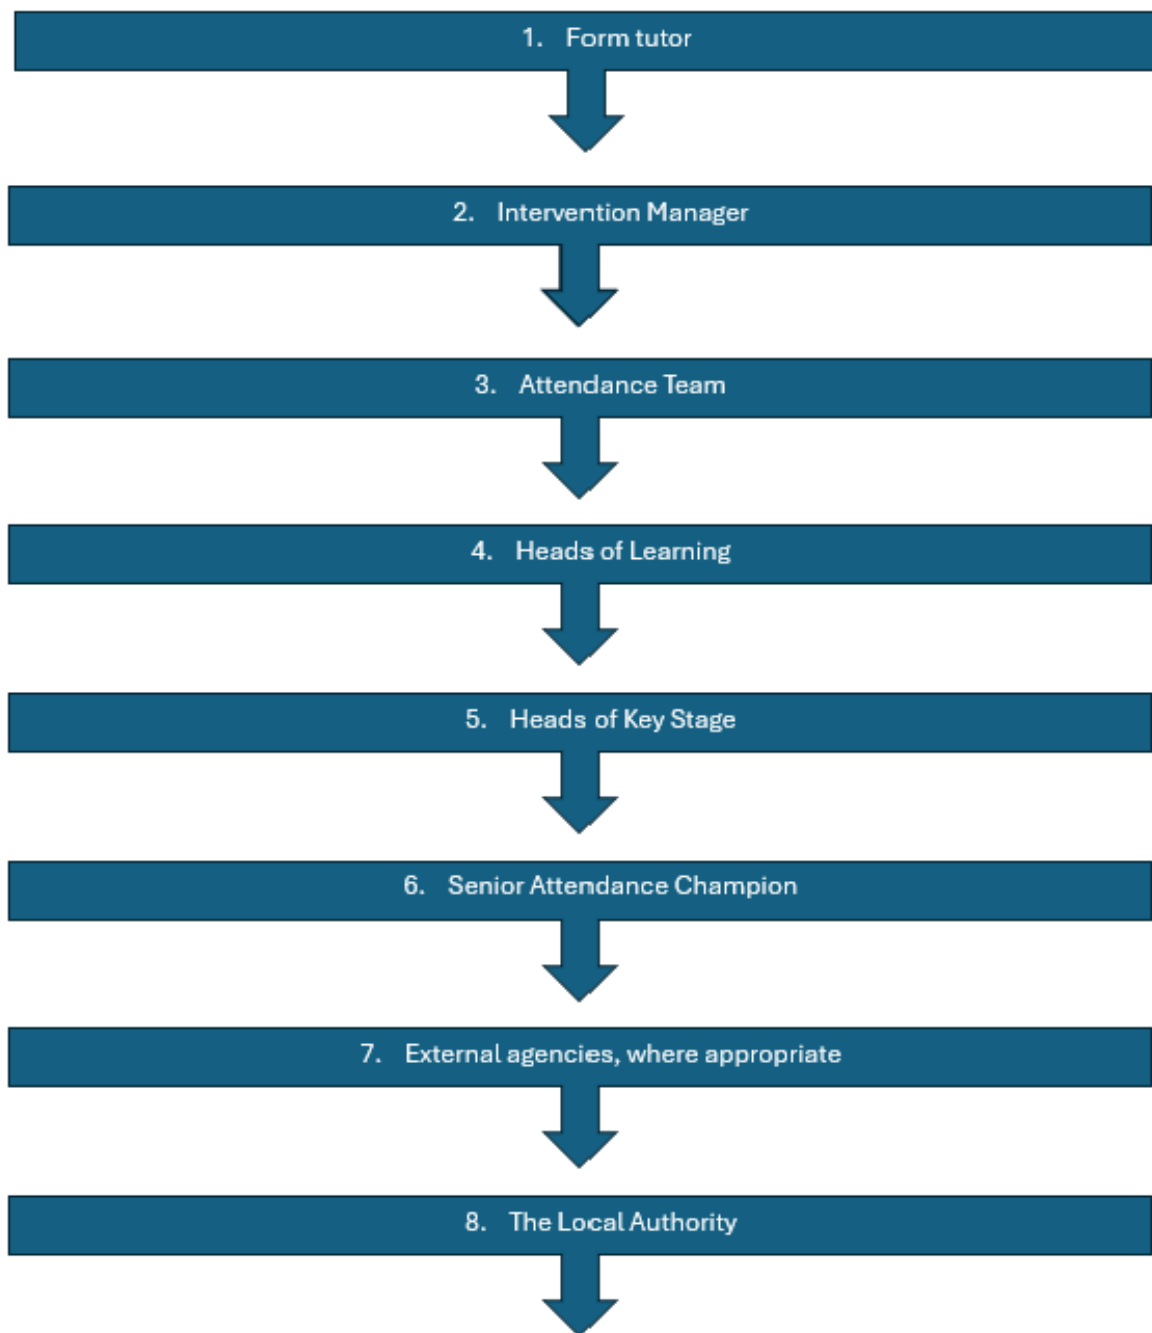 1. Form tutor
2. Intervention Manager
3. Attendance Team
4. Heads of Learning
5. Heads of Key Stage
6. Senior Attendance Champion
7. External agencies, where appropriate
8. The Local Authority